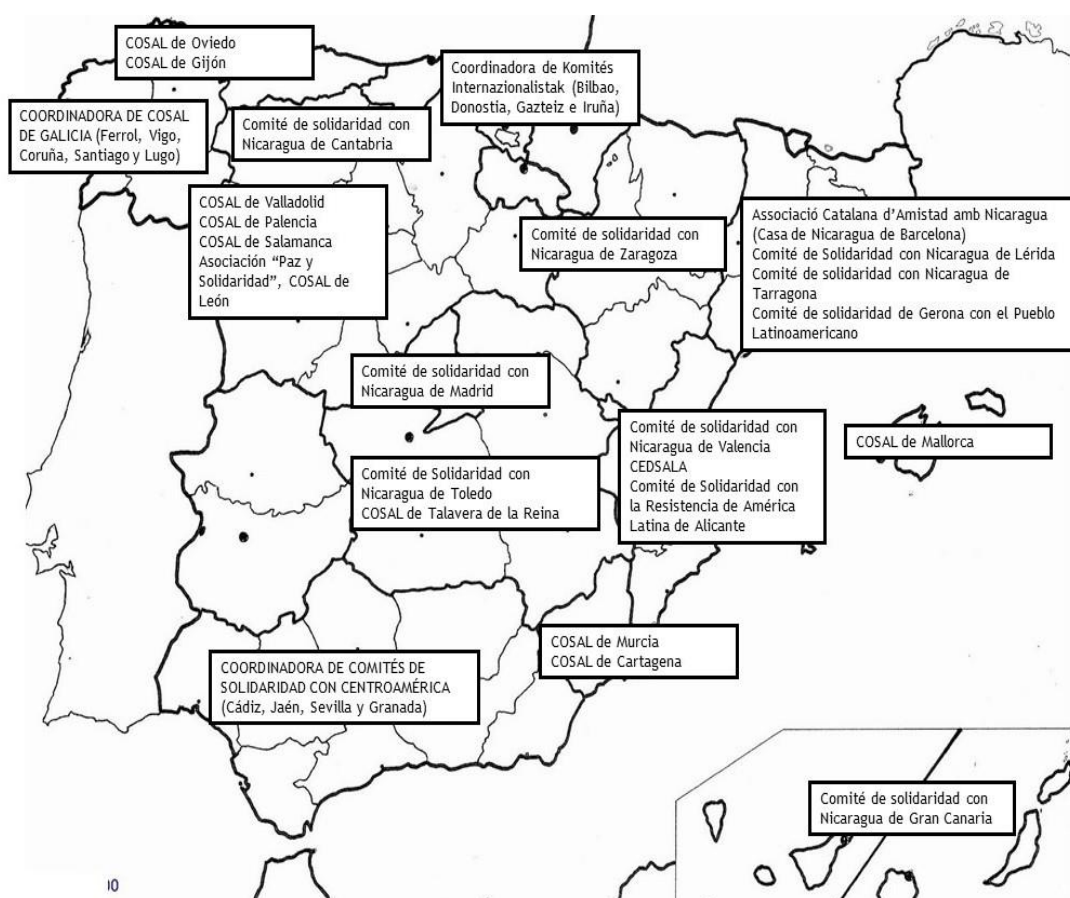 COSAL de Oviedo
COSAL de Gijón
Coordinadora de Komités
Internazionalistak (Bilbao,
Donostia, Gazteiz e Iruña)
COORDINADORA DE COSAL
DE GALICIA (Ferrol, Vigo,
Coruña, Santiago y Lugo)
Comité de solidaridad con
Nicaragua de Cantabria
COSAL de Valladolid
COSAL de Palencia
COSAL de Salamanca
Asociación “Paz y
Solidaridad”, COSAL de
León
Comité de solidaridad con
Nicaragua de Zaragoza
Associació Catalana d’Amistad amb Nicaragua
(Casa de Nicaragua de Barcelona)
Comité de Solidaridad con Nicaragua de Lérida
Comité de solidaridad con Nicaragua de
Tarragona
Comité de solidaridad de Gerona con el Pueblo
Latinoamericano
Comité de solidaridad con
Nicaragua de Madrid
Comité de solidaridad con
Nicaragua de Valencia
CEDSALA
Comité de Solidaridad con
la Resistencia de América
Latina de Alicante
COSAL de Mallorca
Comité de Solidaridad con
Nicaragua de Toledo
COSAL de Talavera de la Reina
COSAL de Murcia
COSAL de Cartagena
COORDINADORA DE COMITÉS DE
SOLIDARIDAD CON CENTROAMÉRICA
(Cádiz, Jaén, Sevilla y Granada)
Comité de solidaridad con
Nicaragua de Gran Canaria